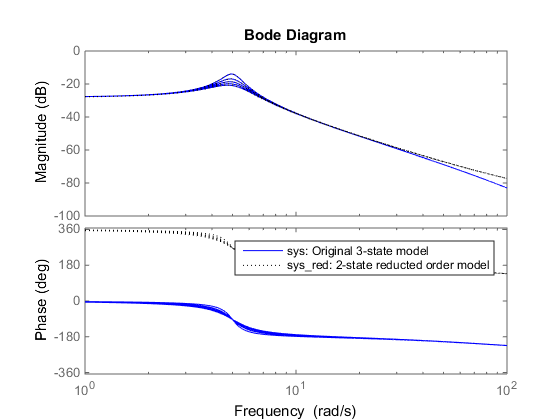 Bode Diagram
0
-20
-40
-60
-80
-100
Magnitude (dB)
360
180
0
-180
-360
Phase (deg)
sys: Original 3-state model
sys_red: 2-state reducted order model
10^0
10^1
10^2
Frequency (rad/s)